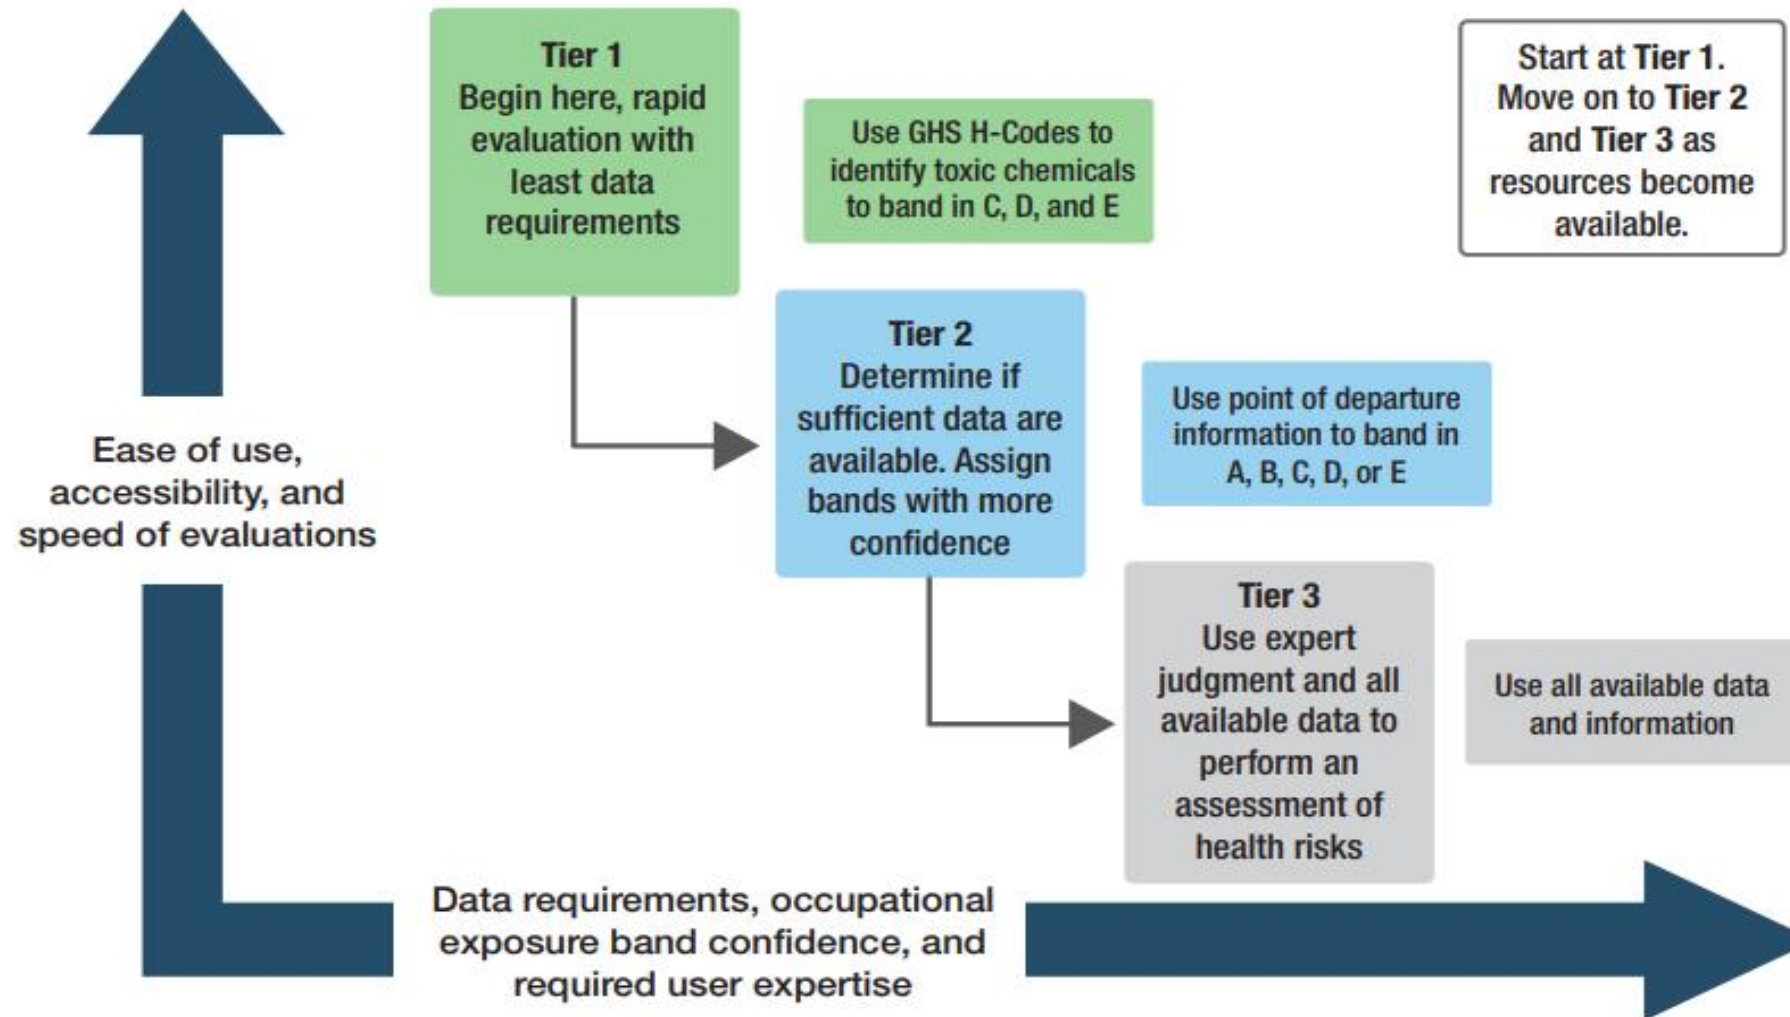 Tier 1
Begin here, rapid
evaluation with
least data
requirements
Use GHS H-Codes to
identify toxic chemicals
to band in C, D, and E
Start at Tier 1.
Move on to Tier 2
and Tier 3 as
resources become
available.
Tier 2
Determine if
sufficient data are
available. Assign
bands with more
confidence
Use point of departure
information to band in
A, B, C, D, or E
Ease of use,
accessibility, and
speed of evaluations
Tier 3
Use expert
judgment and all
available data to
perform an
assessment of
health risks
Use all available data
and information
Data requirements, occupational
exposure band confidence, and
required user expertise